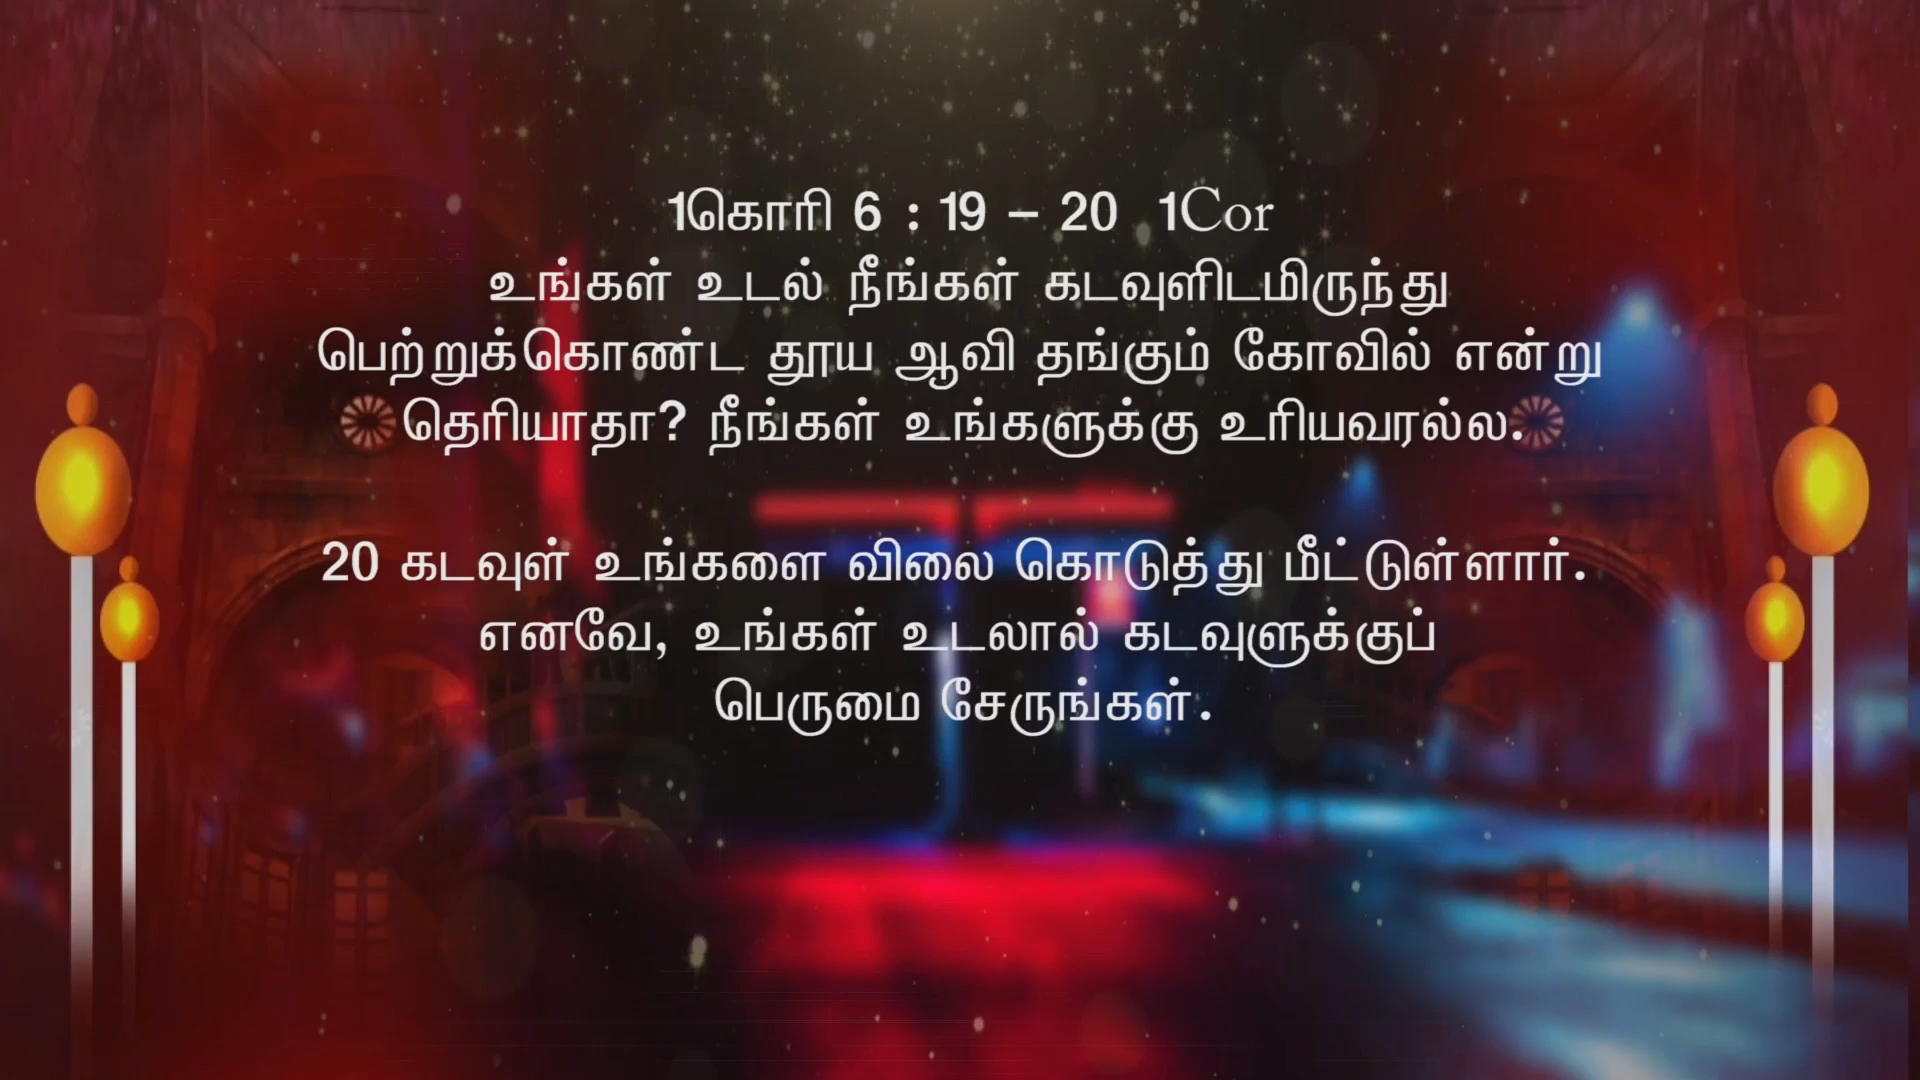 1கொரி 6 : 19 – 20 1Cor
உங்கள் உடல் நீங்கள் கடவுளிடமிருந்து
பெற்றுக்கொண்ட தூய ஆவி தங்கும் கோவில் என்று
தெரியாதா? நீங்கள் உங்களுக்கு உரியவரல்ல.
20 கடவுள் உங்களை விலை கொடுத்து மீட்டுள்ளார்.
எனவே, உங்கள் உடலால் கடவுளுக்குப்
பெருமை சேருங்கள்.